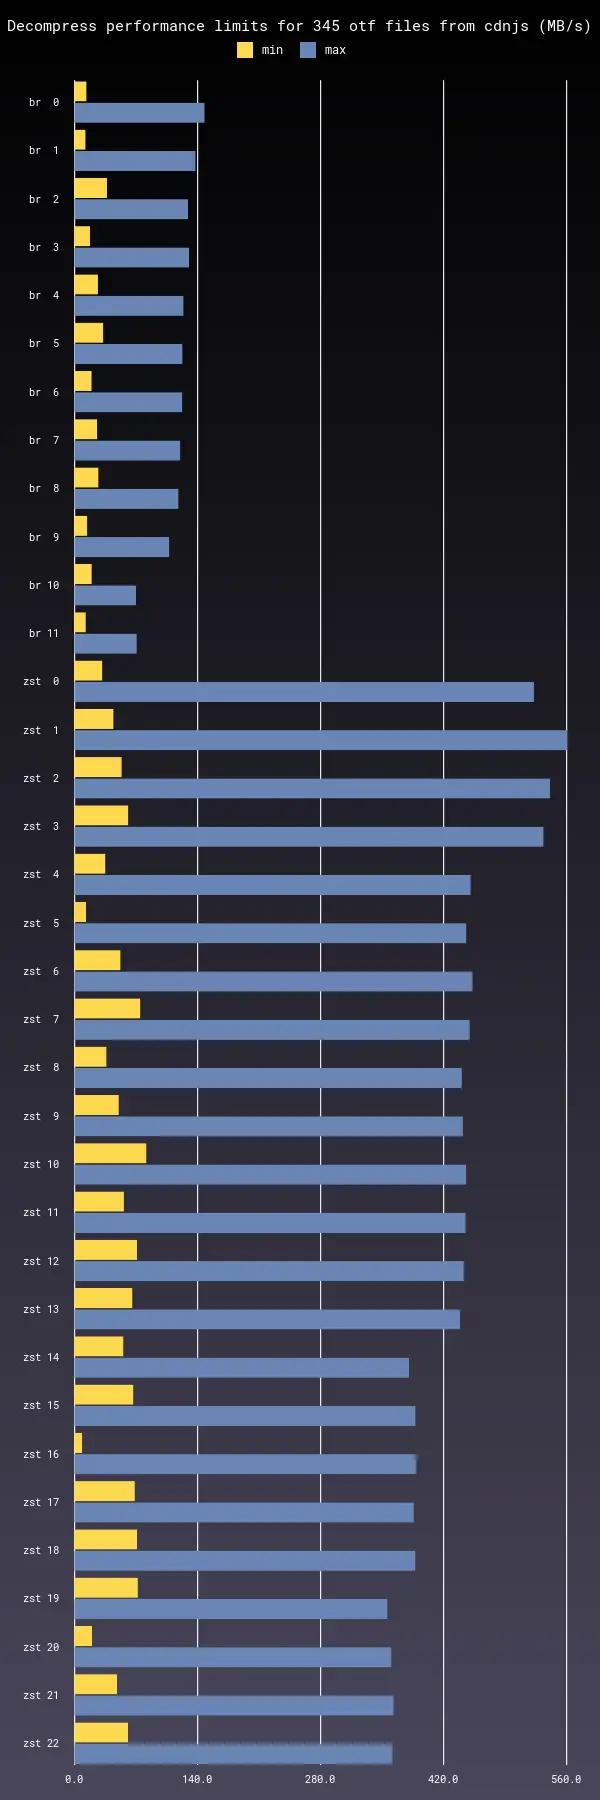 Decompress performance limits for 345 otf files from cdnjs (MB/s)
min max
br 0
br 1
br 2
br 3
br 4
br 5
br 6
br 7
br 8
br 9
br 10
br 11
zst 0
zst 1
zst 2
zst 3
zst 4
zst 5
zst 6
zst 7
zst 8
zst 9
zst 10
zst 11
zst 12
zst 13
zst 14
zst 15
zst 16
zst 17
zst 18
zst 19
zst 20
zst 21
zst 22
0.0 140.0 280.0 420.0 560.0